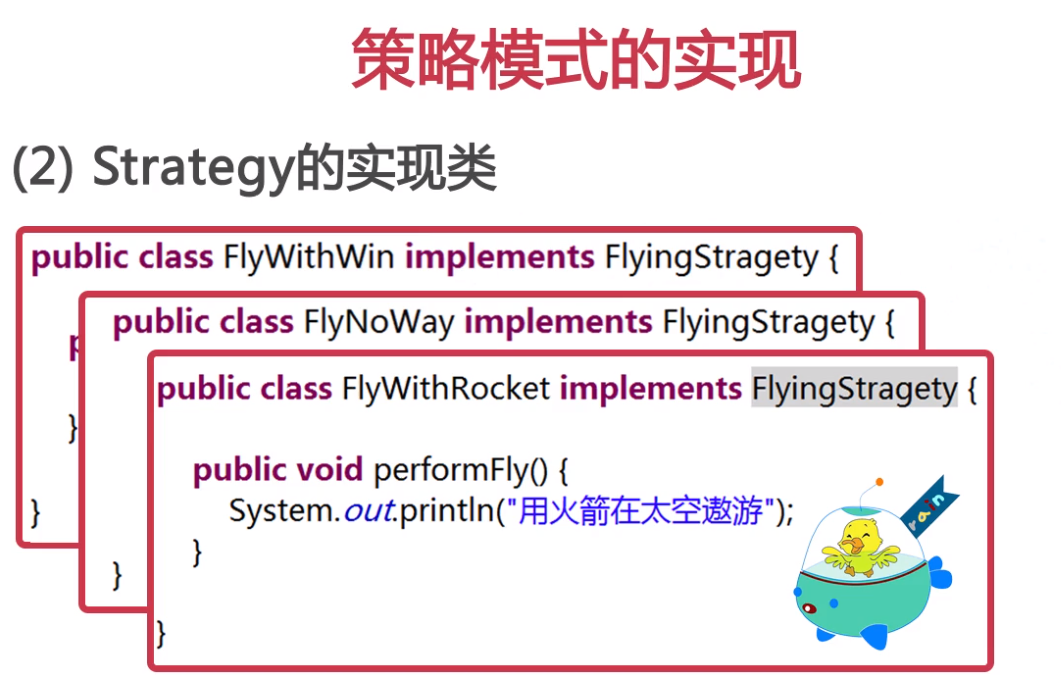 策略模式的实现
(2) Strategy的实现类
public class FlyWithWin implements FlyingStragety {
}
}
public class FlyNoWay implements FlyingStragety {
}
public class FlyWithRocket implements FlyingStragety {
public void performFly() {
System.out.println("用火箭在太空遨游");
}
}